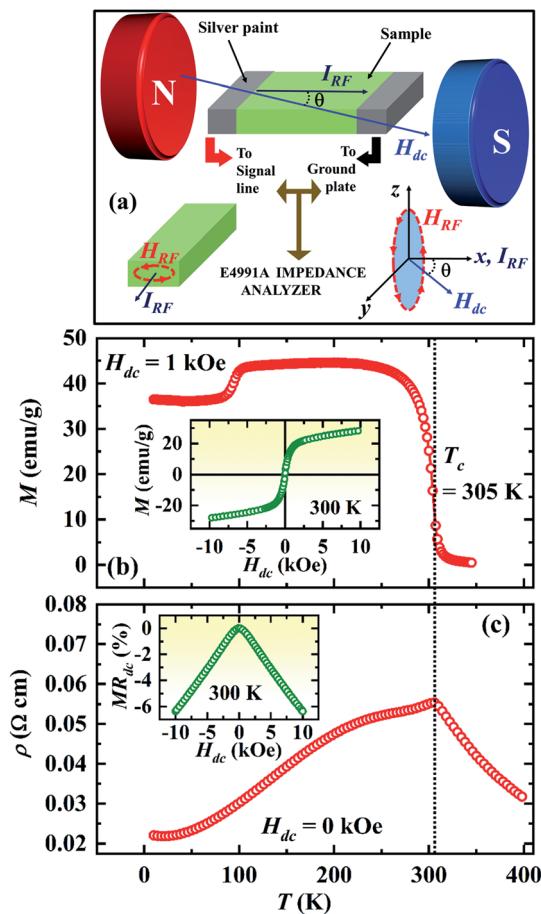 Silver paint
Sample
I_RF
θ
N
S
H_dc
To
Signal
line
To
Ground
plate
(a)
z
H_RF
H_RF
I_RF
E4991A IMPEDANCE
ANALYZER
θ
x, I_RF
y
H_dc
H_dc = 1 kOe
M (emu/g)
50
40
30
20
10
0
M (emu/g)
20
0
-20
300 K
-10 -5 0 5 10
H_dc (kOe)
T_c
= 305 K
(b)
0.08
0.07
0.06
0.05
0.04
0.03
0.02
ρ (Ω cm)
(c)
MR_dc (%)
0
-2
-4
-6
300 K
-10 -5 0 5 10
H_dc (kOe)
H_dc = 0 kOe
0 100 200 300 400
T (K)